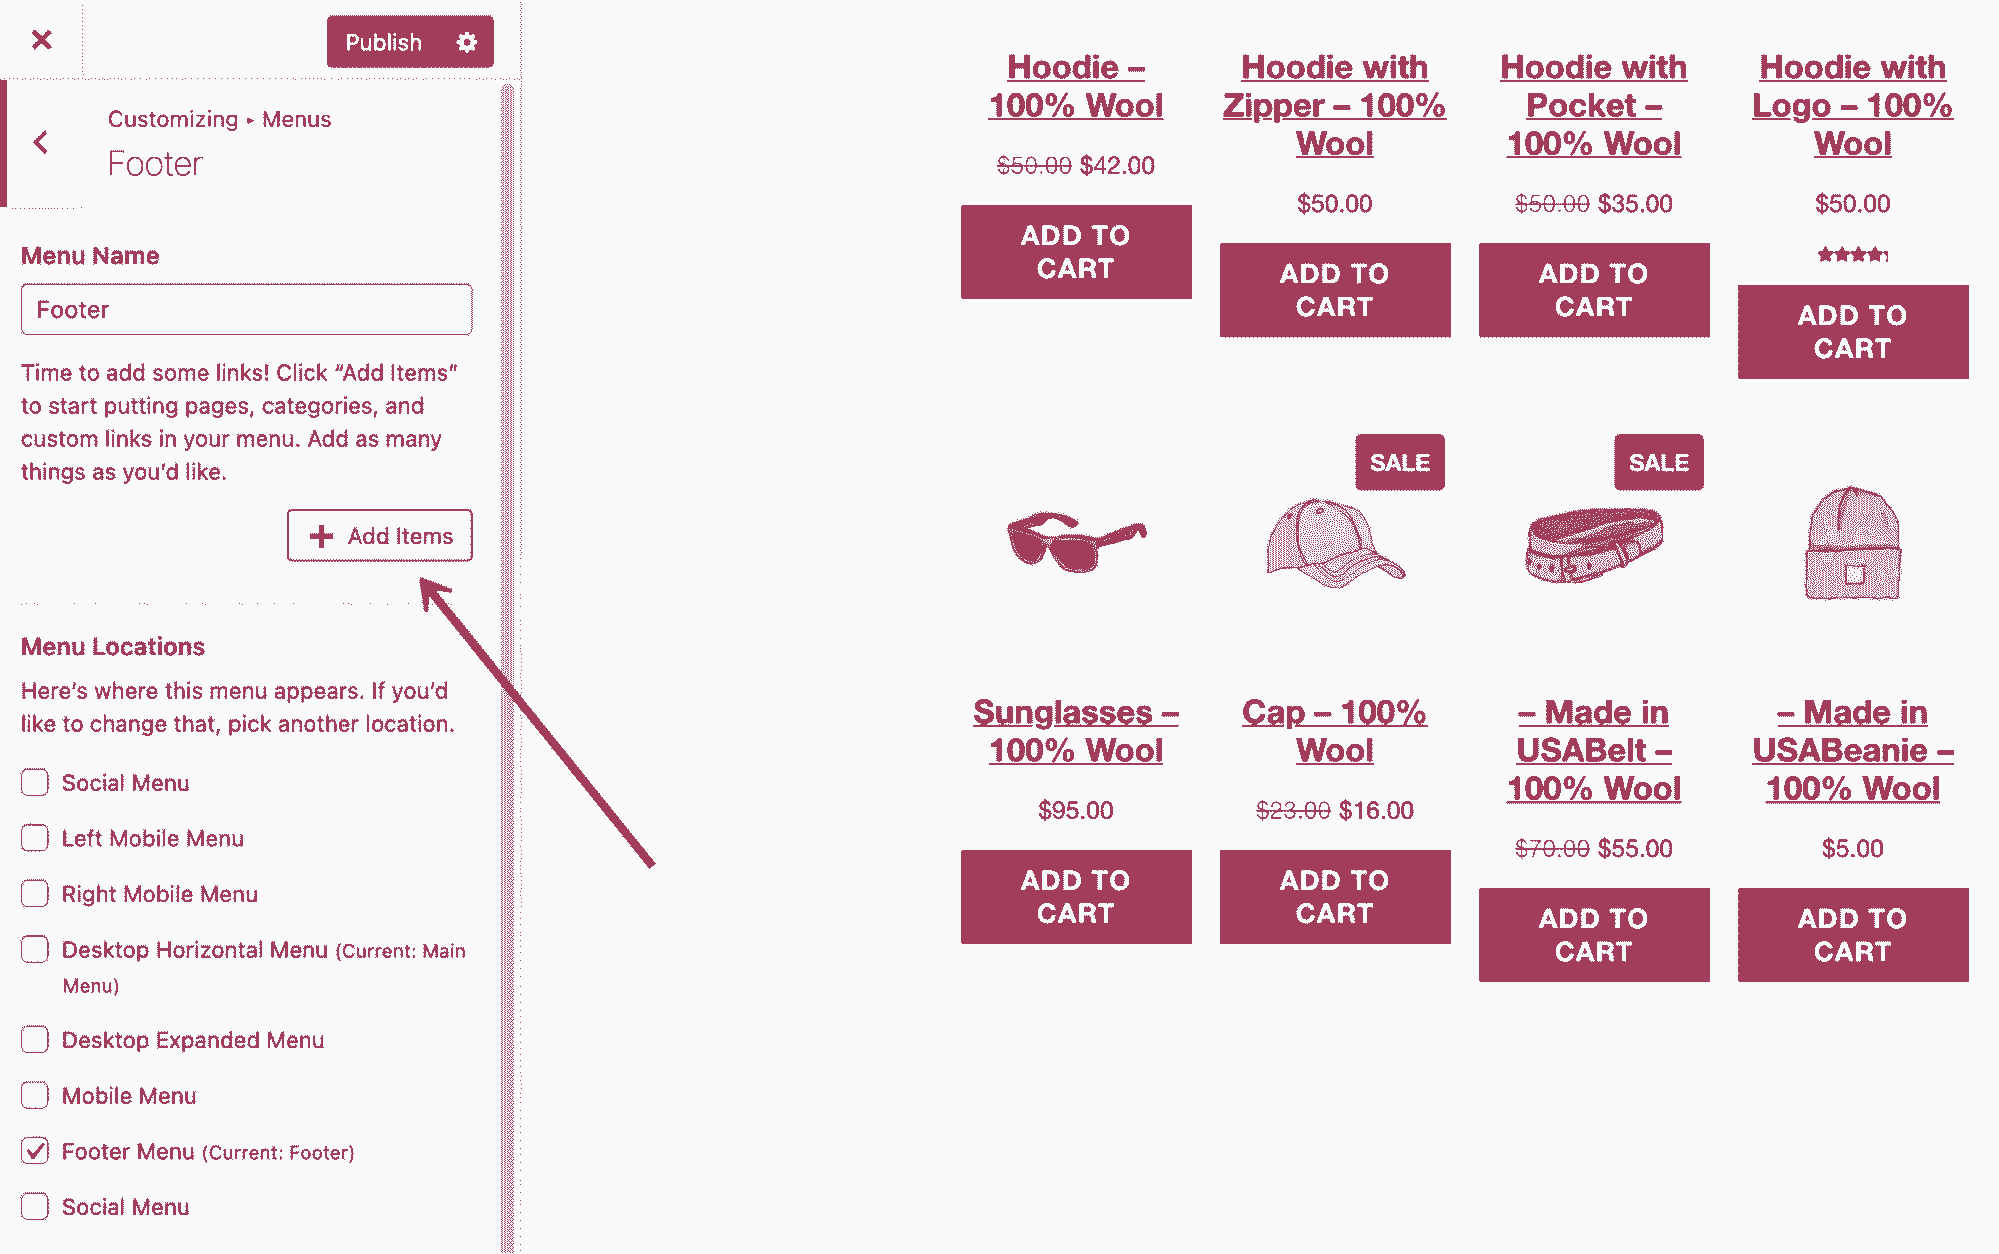 Publish
Customizing ▸ Menus
Footer
Menu Name
Footer
Time to add some links! Click “Add Items”
to start putting pages, categories, and
custom links in your menu. Add as many
things as you’d like.
Add Items
Menu Locations
Here’s where this menu appears. If you’d
like to change that, pick another location.
Social Menu
Left Mobile Menu
Right Mobile Menu
Desktop Horizontal Menu (Current: Main
Menu)
Desktop Expanded Menu
Mobile Menu
Footer Menu (Current: Footer)
Social Menu
Hoodie –
100% Wool
$50.00 $42.00
ADD TO
CART
Hoodie with
Zipper – 100%
Wool
$50.00
ADD TO
CART
Hoodie with
Pocket –
100% Wool
$50.00 $35.00
ADD TO
CART
Hoodie with
Logo – 100%
Wool
$50.00
ADD TO
CART
Sunglasses –
100% Wool
$95.00
ADD TO
CART
SALE
Cap – 100%
Wool
$23.00 $16.00
ADD TO
CART
SALE
– Made in
USABelt –
100% Wool
$70.00 $55.00
ADD TO
CART
– Made in
USABeanie –
100% Wool
$5.00
ADD TO
CART